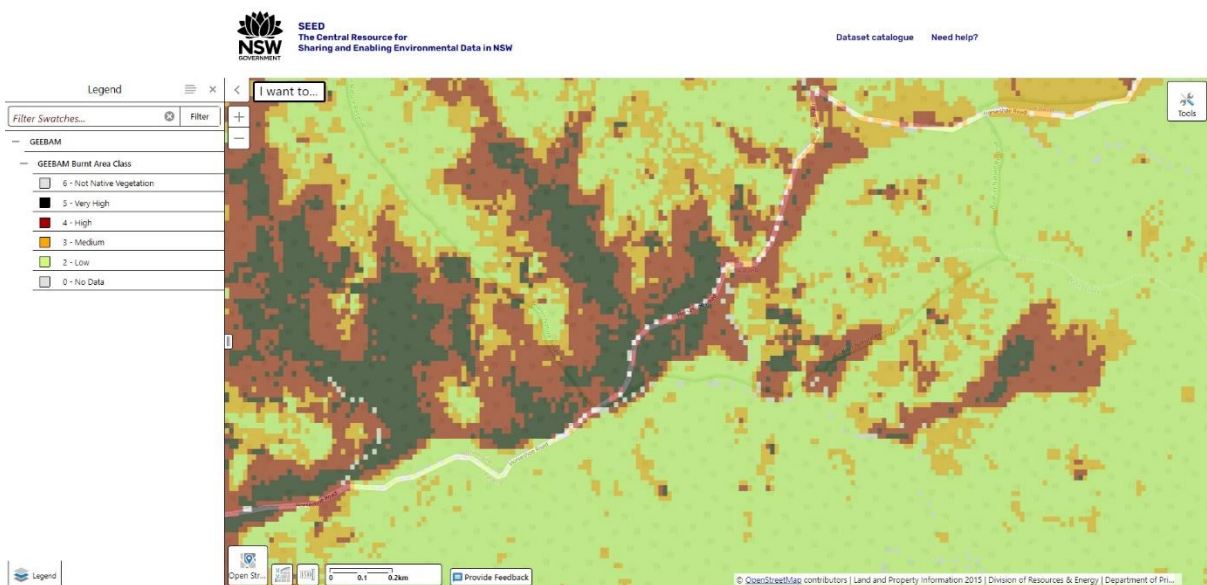 NSW
GOVERNMENT
SEED
The Central Resource for
Sharing and Enabling Environmental Data in NSW
Dataset catalogue Need help?
Legend
Filter Swatches... Filter
GEEBAM
GEEBAM Burnt Area Class
6 - Not Native Vegetation
5 - Very High
4 - High
3 - Medium
2 - Low
0 - No Data
Legend
I want to...
+
−
Tools
Open Str...
0 0.1 0.2km
Provide Feedback
© OpenStreetMap contributors | Land and Property Information 2015 | Division of Resources & Energy | Department of Pri...